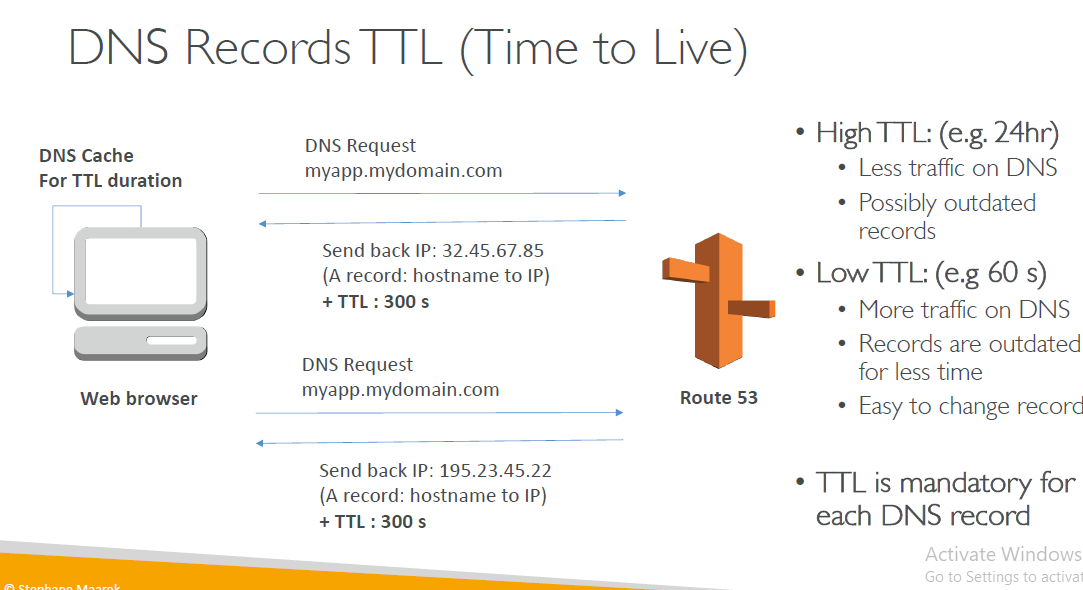 DNS Records TTL (Time to Live)
DNS Cache
For TTL duration
Web browser
DNS Request
myapp.mydomain.com
Send back IP: 32.45.67.85
(A record: hostname to IP)
+ TTL : 300 s
DNS Request
myapp.mydomain.com
Send back IP: 195.23.45.22
(A record: hostname to IP)
+ TTL : 300 s
Route 53
• High TTL: (e.g. 24hr)
• Less traffic on DNS
• Possibly outdated
records
• Low TTL: (e.g 60 s)
• More traffic on DNS
• Records are outdated
for less time
• Easy to change record
• TTL is mandatory for
each DNS record
Activate Windows
Go to Settings to activat
© Stephane Maarek